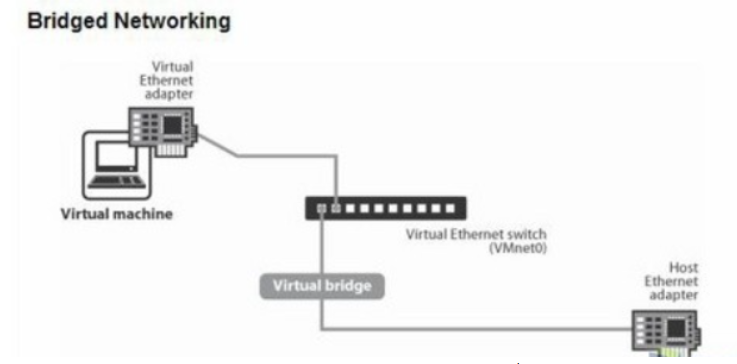 Bridged Networking
Virtual
Ethernet
adapter
Virtual machine
Virtual Ethernet switch
(VMnet0)
Virtual bridge
Host
Ethernet
adapter